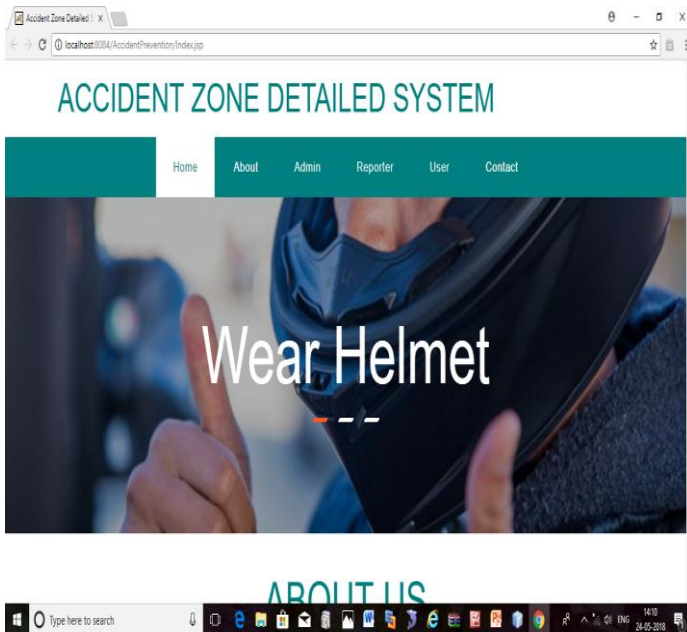 Accident Zone Detailed S
localhost:8084/AccidentPrevention/Index.jsp
ACCIDENT ZONE DETAILED SYSTEM
Home About Admin Reporter User Contact
Wear Helmet
ABOUT US
Type here to search
ENG
14:10
24-05-2018